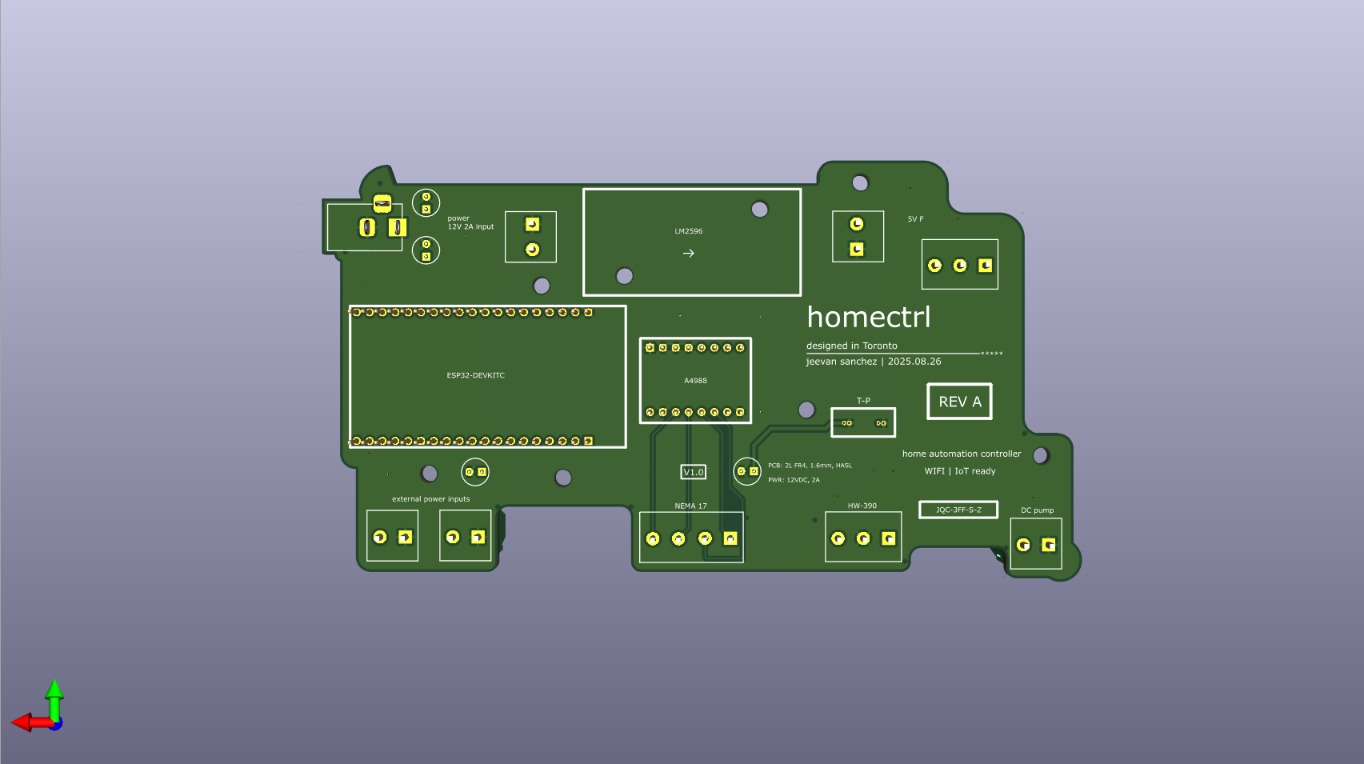 power
12V 2A input
LM2596
5V F
homectrl
designed in Toronto
*****
jeevan sanchez | 2025.08.26
ESP32-DEVKITC
A4988
REV A
T-P
home automation controller
WIFI | IoT ready
V1.0
PCB: 2L FR4, 1.6mm, HASL
PWR: 12VDC, 2A
external power inputs
NEMA 17
HW-390
JQC-3FF-S-Z
DC pump